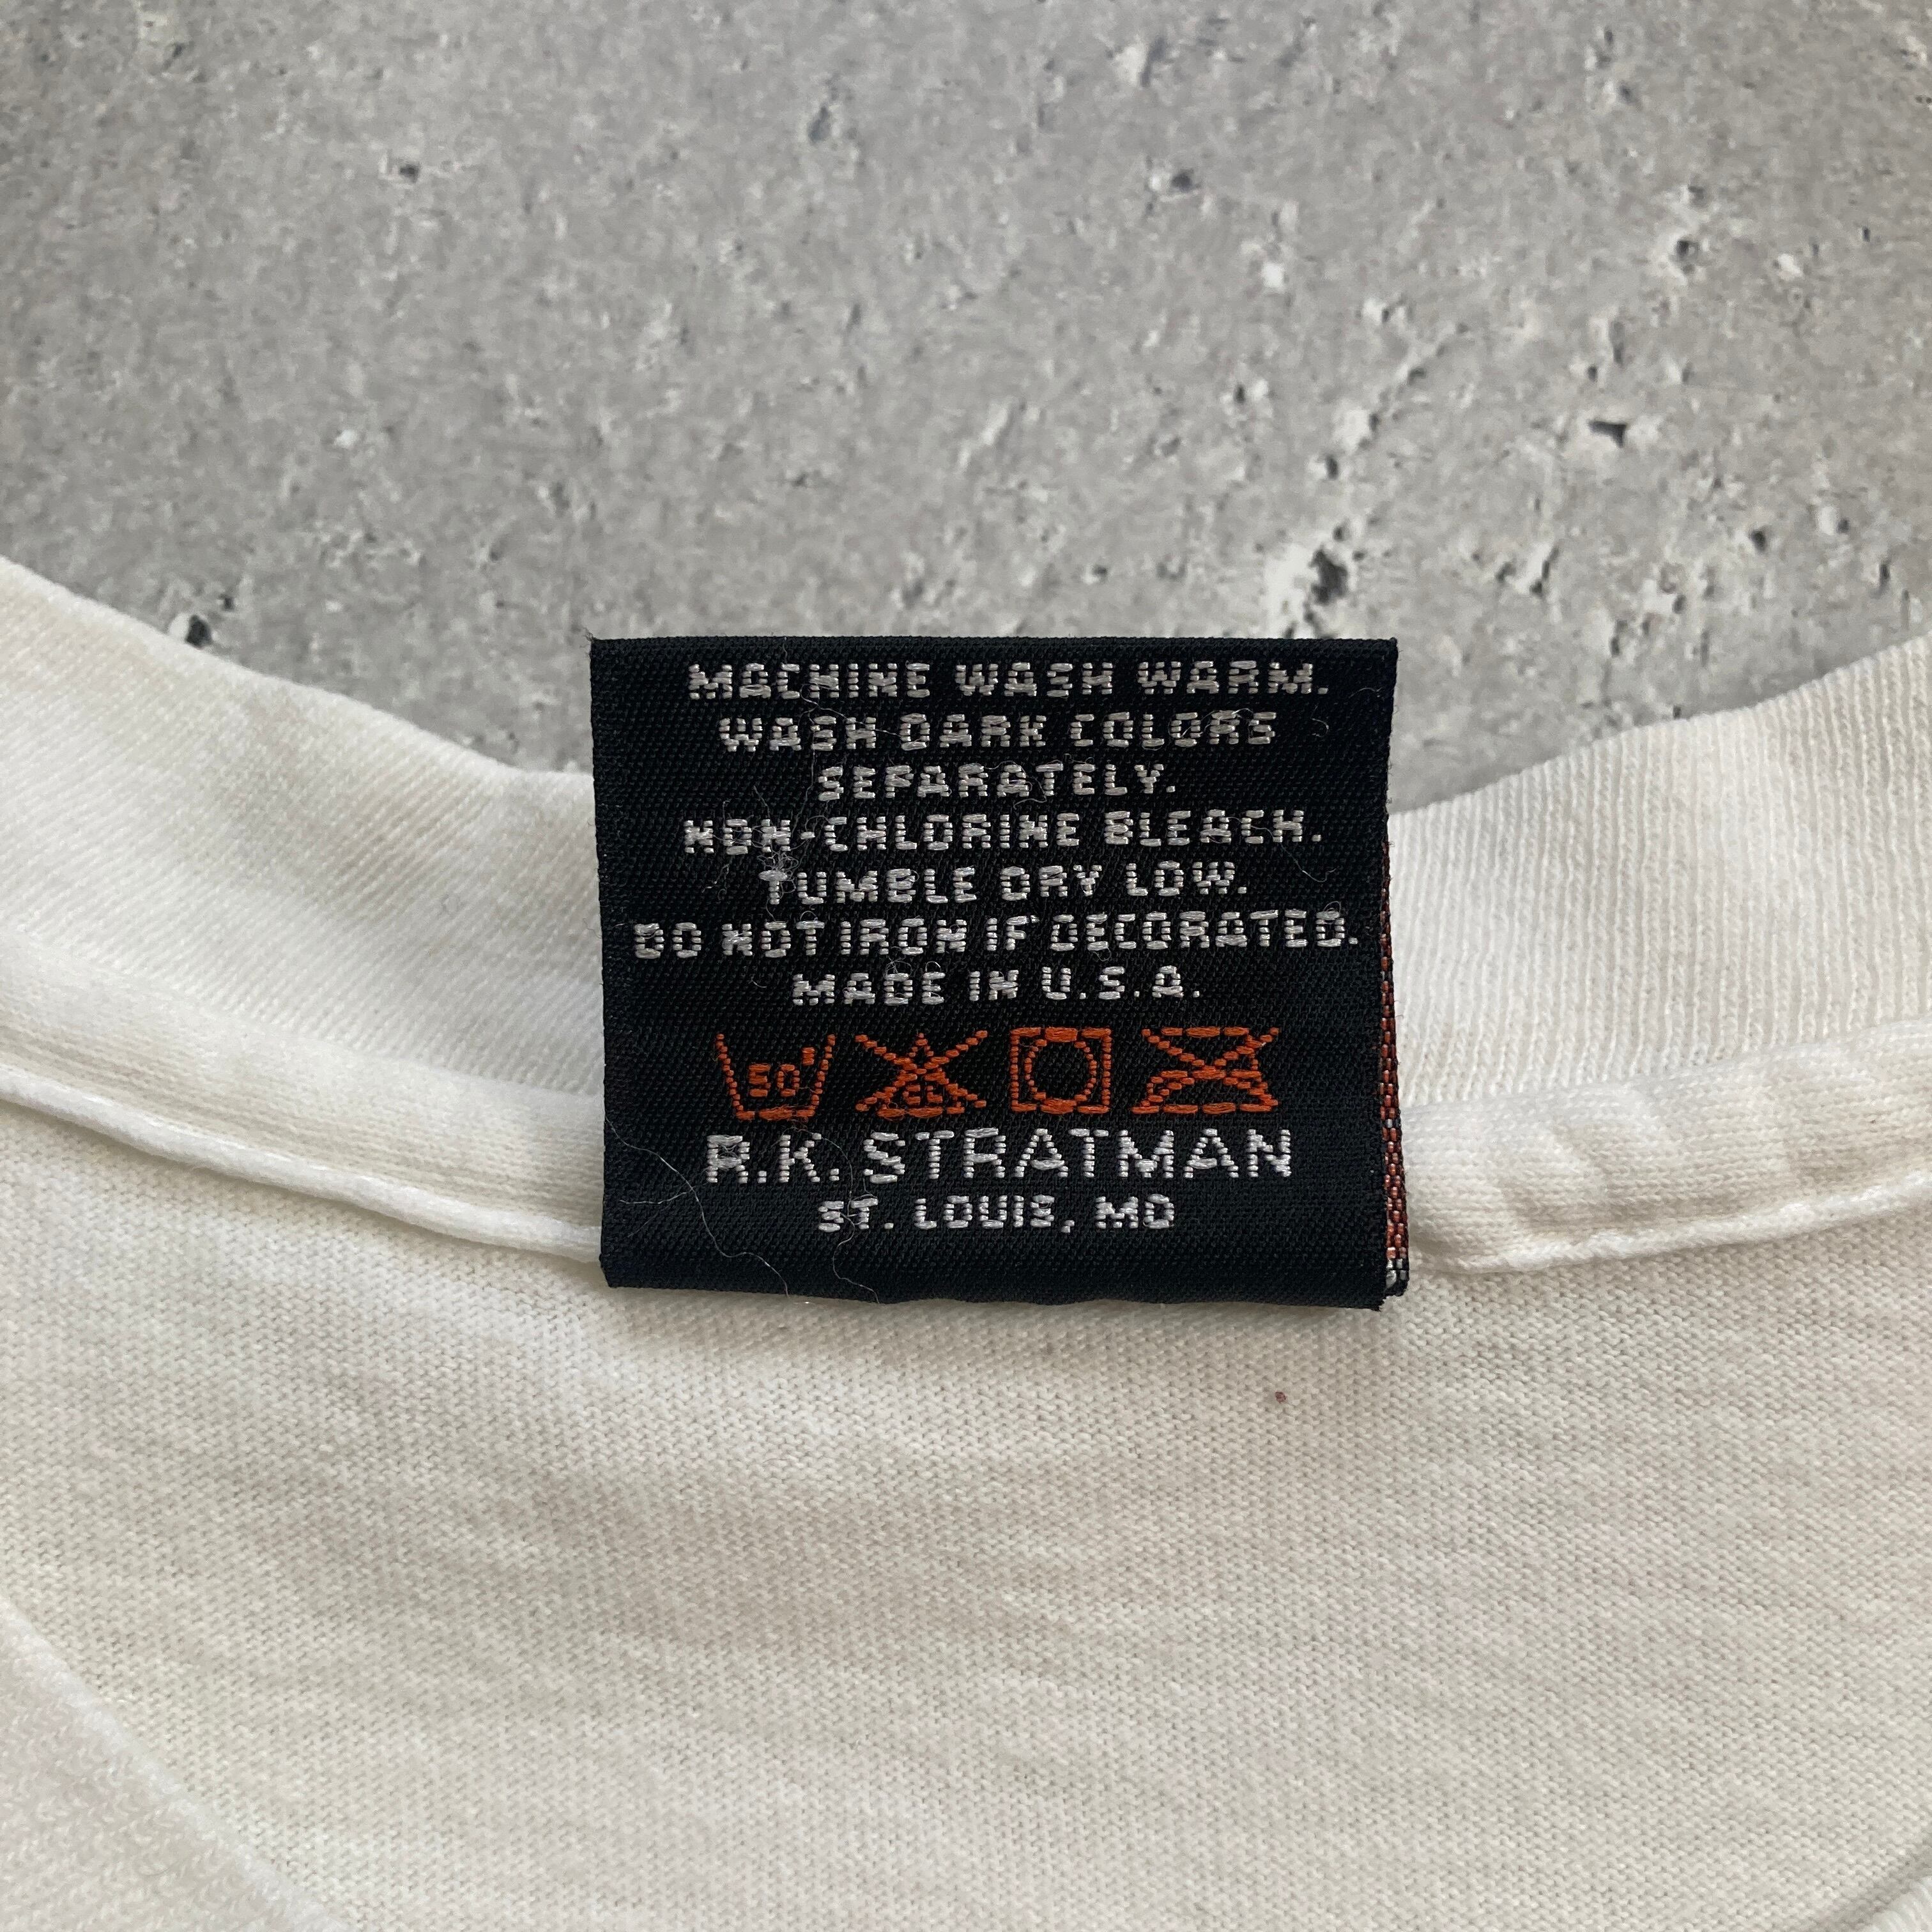 MACHINE WASH WARM.
WASH DARK COLORS
SEPARATELY.
NON-CHLORINE BLEACH.
TUMBLE DRY LOW.
DO NOT IRON IF DECORATED.
MADE IN U.S.A.
50° CL
R.K. STRATMAN
ST. LOUIS, MO